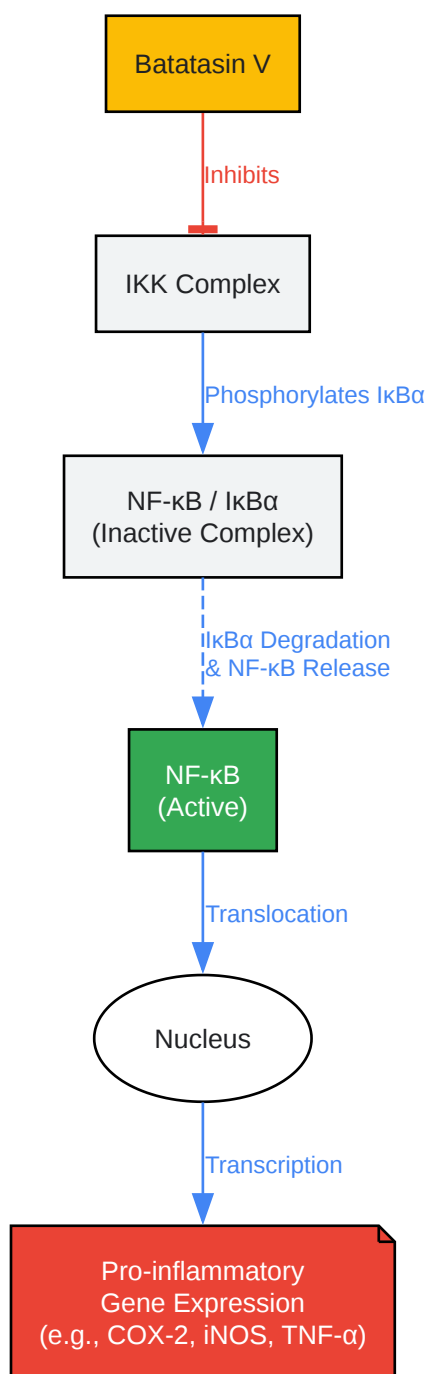 Batatasin V
Inhibits
IKK Complex
Phosphorylates IκBα
NF-κB / IκBα
(Inactive Complex)
IκBα Degradation
& NF-κB Release
NF-κB
(Active)
Translocation
Nucleus
Transcription
Pro-inflammatory
Gene Expression
(e.g., COX-2, iNOS, TNF-α)